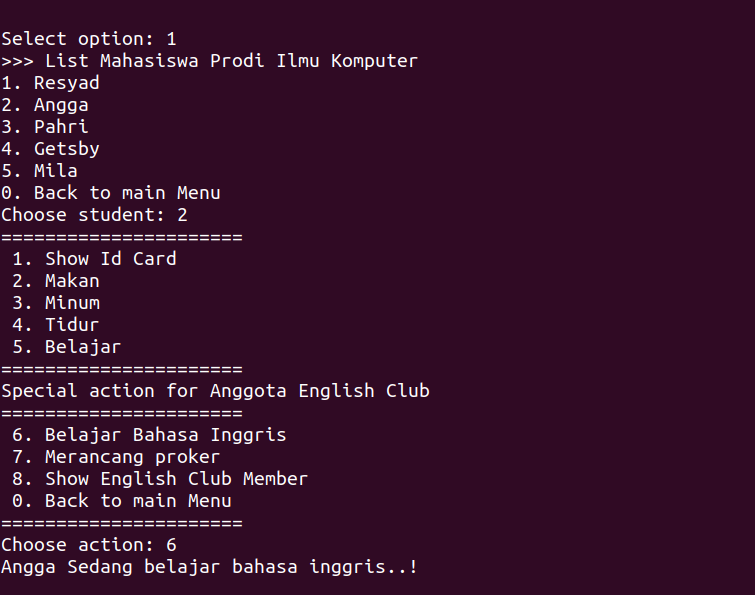 Select option: 1
>>> List Mahasiswa Prodi Ilmu Komputer
1. Resyad
2. Angga
3. Pahri
4. Getsby
5. Mila
0. Back to main Menu
Choose student: 2
======================
 1. Show Id Card
 2. Makan
 3. Minum
 4. Tidur
 5. Belajar
======================
Special action for Anggota English Club
======================
 6. Belajar Bahasa Inggris
 7. Merancang proker
 8. Show English Club Member
 0. Back to main Menu
======================
Choose action: 6
Angga Sedang belajar bahasa inggris..!